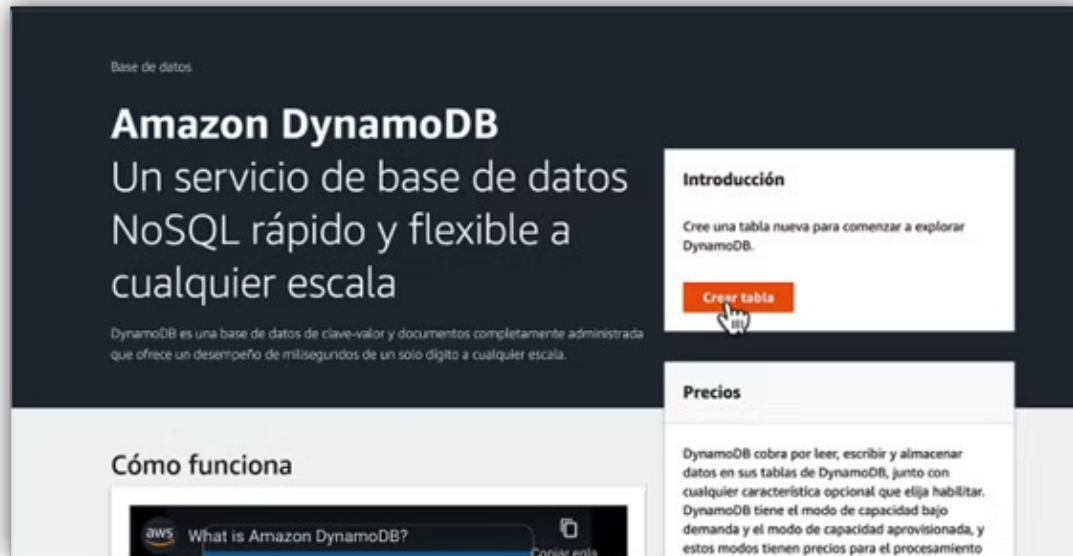 Base de datos
Amazon DynamoDB
Un servicio de base de datos
NoSQL rápido y flexible a
cualquier escala
DynamoDB es una base de datos de clave-valor y documentos completamente administrada
que ofrece un desempeño de milisegundos de un solo dígito a cualquier escala.
Introducción
Cree una tabla nueva para comenzar a explorar
DynamoDB.
Crear tabla
Precios
DynamoDB cobra por leer, escribir y almacenar
datos en sus tablas de DynamoDB, junto con
cualquier característica opcional que elija habilitar.
DynamoDB tiene el modo de capacidad bajo
demanda y el modo de capacidad aprovisionada, y
estos modos tienen precios para el procesamiento
Cómo funciona
aws What is Amazon DynamoDB?
Copiar enla